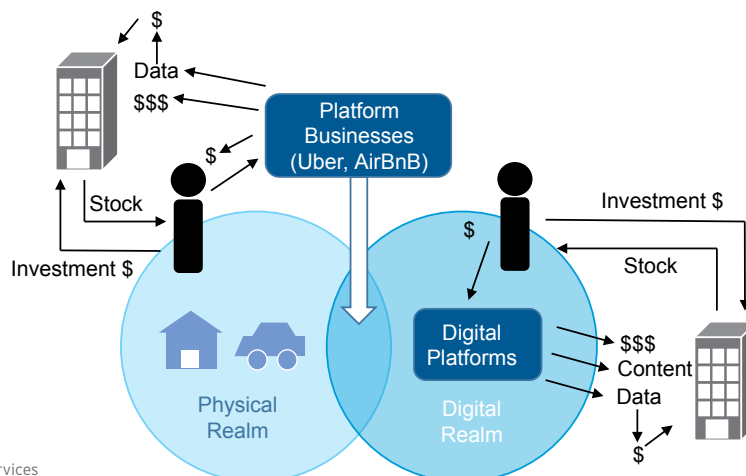 $
Data
$$$
Platform
Businesses
(Uber, AirBnB)
$
Stock
Investment $
Investment $
$
Stock
Digital
Platforms
$$$
Content
Data
$
Physical
Realm
Digital
Realm